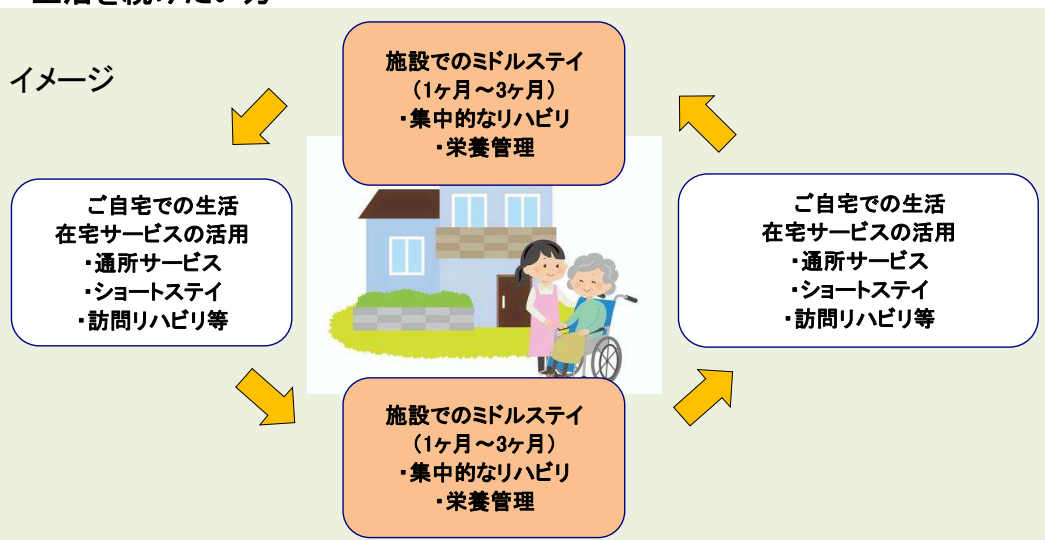 イメージ
施設でのミドルステイ
（1ヶ月～3ヶ月）
・集中的なリハビリ
・栄養管理
ご自宅での生活
在宅サービスの活用
・通所サービス
・ショートステイ
・訪問リハビリ等
ご自宅での生活
在宅サービスの活用
・通所サービス
・ショートステイ
・訪問リハビリ等
施設でのミドルステイ
（1ヶ月～3ヶ月）
・集中的なリハビリ
・栄養管理